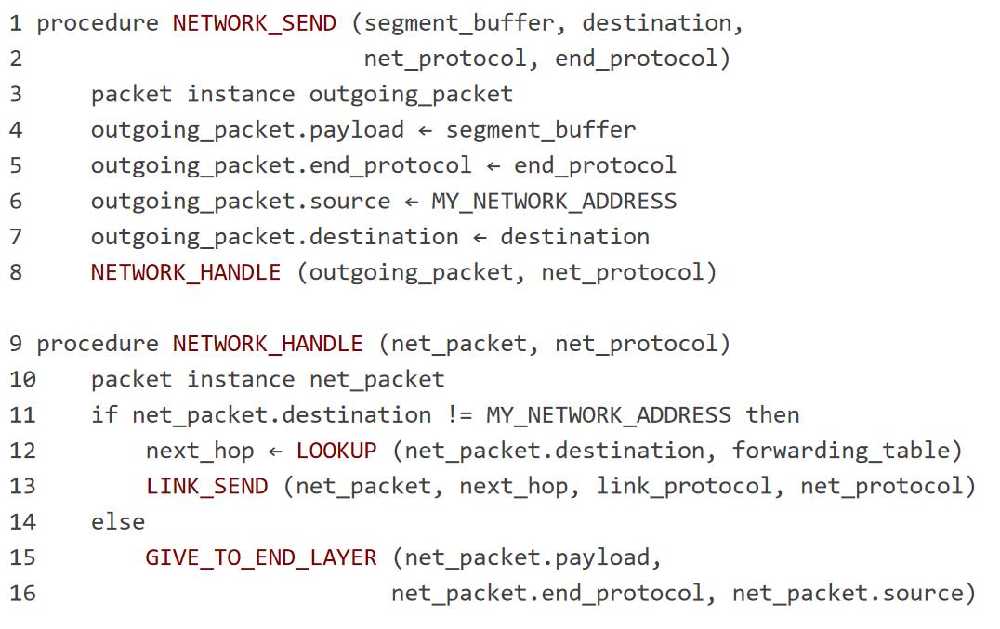 1 procedure NETWORK_SEND (segment_buffer, destination,
2                         net_protocol, end_protocol)
3     packet instance outgoing_packet
4     outgoing_packet.payload ← segment_buffer
5     outgoing_packet.end_protocol ← end_protocol
6     outgoing_packet.source ← MY_NETWORK_ADDRESS
7     outgoing_packet.destination ← destination
8     NETWORK_HANDLE (outgoing_packet, net_protocol)
9 procedure NETWORK_HANDLE (net_packet, net_protocol)
10    packet instance net_packet
11    if net_packet.destination != MY_NETWORK_ADDRESS then
12        next_hop ← LOOKUP (net_packet.destination, forwarding_table)
13        LINK_SEND (net_packet, next_hop, link_protocol, net_protocol)
14    else
15        GIVE_TO_END_LAYER (net_packet.payload,
16                          net_packet.end_protocol, net_packet.source)